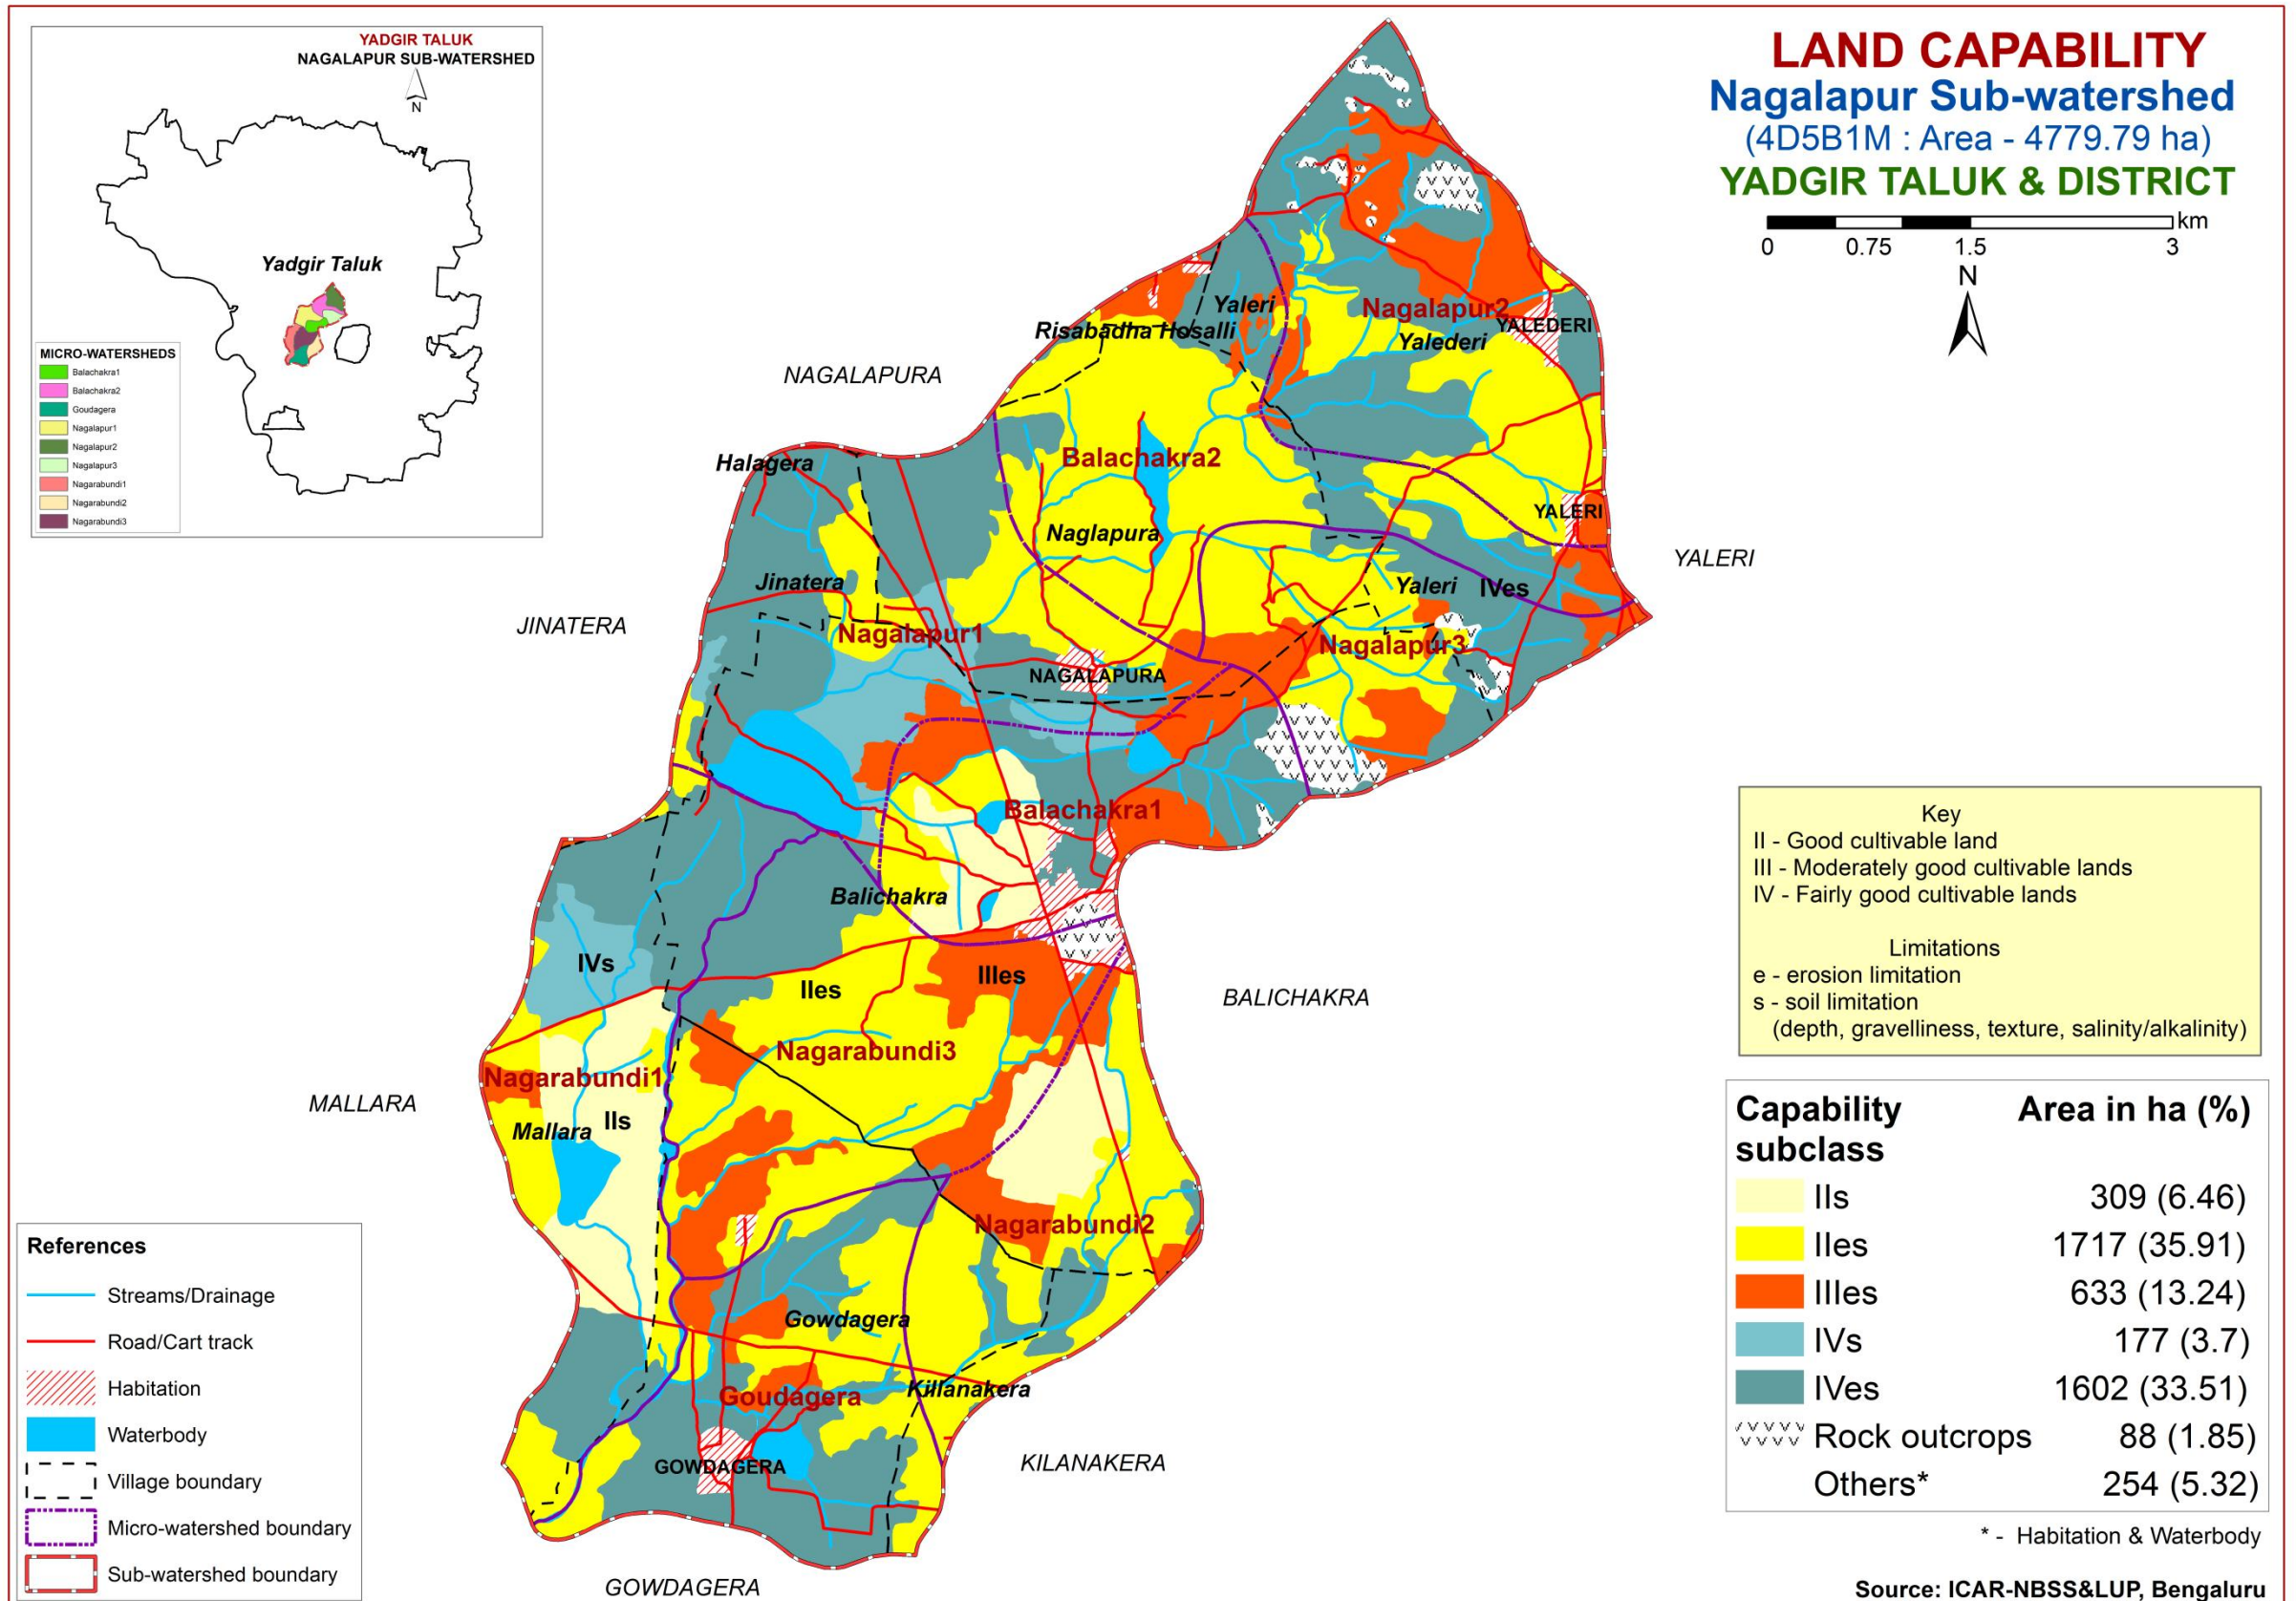 LAND CAPABILITY
Nagalapur Sub-watershed
(4D5B1M : Area - 4779.79 ha)
YADGIR TALUK & DISTRICT
km
0 0.75 1.5 3
N
YADGIR TALUK
NAGALAPUR SUB-WATERSHED
N
Yadgir Taluk
MICRO-WATERSHEDS
Balachakra1
Balachakra2
Goudagera
Nagalapur1
Nagalapur2
Nagalapur3
Nagarabundi1
Nagarabundi2
Nagarabundi3
Yaleri
Nagalapur2
Risabadha Hosalli
YALEDERI
Yalederi
NAGALAPURA
Halagera
Balachakra2
YALERI
Naglapura
YALERI
Jinatera
Yaleri
IVes
JINATERA
Nagalapur1
Nagalapur3
NAGALAPURA
Balachakra1
Balichakra
IVs
IIes
IIIes
BALICHAKRA
Nagarabundi3
Nagarabundi1
MALLARA
Mallara
IIs
Nagarabundi2
Gowdagera
Killanakera
Goudagera
GOWDAGERA
KILANAKERA
GOWDAGERA
Key
II - Good cultivable land
III - Moderately good cultivable lands
IV - Fairly good cultivable lands
Limitations
e - erosion limitation
s - soil limitation
(depth, gravelliness, texture, salinity/alkalinity)
Capability Area in ha (%)
subclass
IIs 309 (6.46)
IIes 1717 (35.91)
IIIes 633 (13.24)
IVs 177 (3.7)
IVes 1602 (33.51)
Rock outcrops 88 (1.85)
Others* 254 (5.32)
* - Habitation & Waterbody
Source: ICAR-NBSS&LUP, Bengaluru
References
Streams/Drainage
Road/Cart track
Habitation
Waterbody
Village boundary
Micro-watershed boundary
Sub-watershed boundary